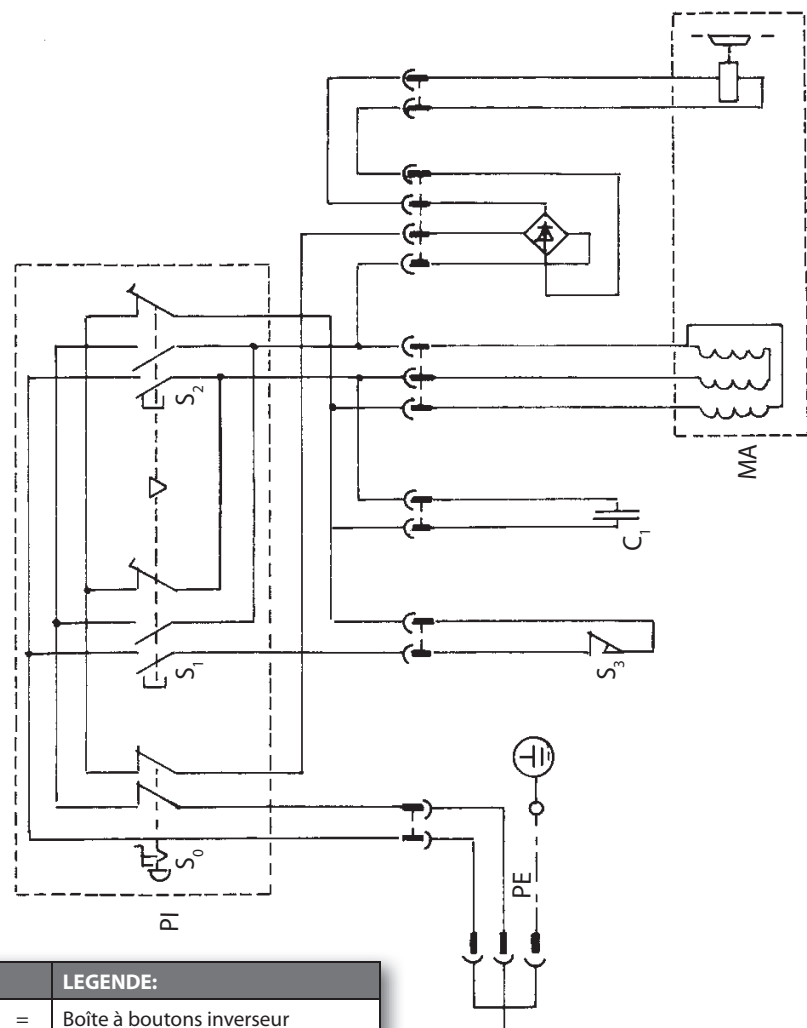 S2
S1
S0
PI
MA
C1
S3
PE
LEGENDE:
= Boîte à boutons inverseur